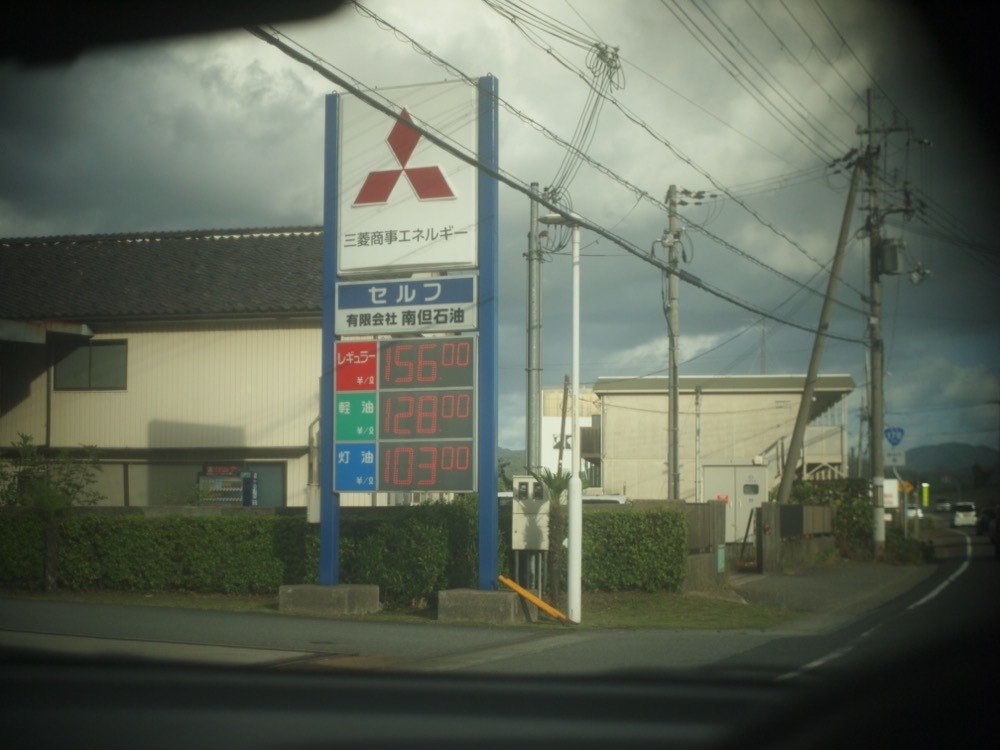 三菱商事エネルギー
セルフ
有限会社 南但石油
レギュラー ¥/ℓ 156.00
軽油 ¥/ℓ 128.00
灯油 ¥/ℓ 103.00